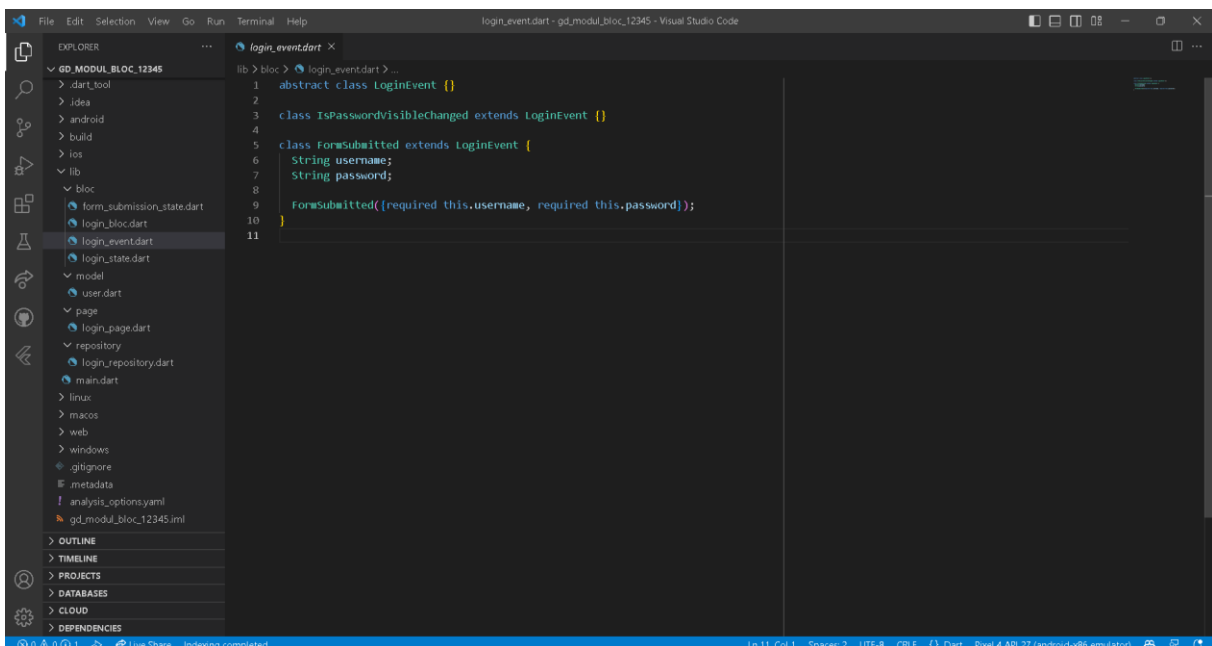 File Edit Selection View Go Run Terminal Help
login_event.dart - gd_modul_bloc_12345 - Visual Studio Code
EXPLORER
GD_MODUL_BLOC_12345
.dart_tool
.idea
android
build
ios
lib
bloc
form_submission_state.dart
login_bloc.dart
login_event.dart
login_state.dart
model
user.dart
page
login_page.dart
repository
login_repository.dart
main.dart
linux
macos
web
windows
.gitignore
.metadata
analysis_options.yaml
gd_modul_bloc_12345.iml
OUTLINE
TIMELINE
PROJECTS
DATABASES
CLOUD
DEPENDENCIES
login_event.dart
lib > bloc > login_event.dart > ...
1 abstract class LoginEvent {}
2
3 class IsPasswordVisibleChanged extends LoginEvent {}
4
5 class FormSubmitted extends LoginEvent {
6 String username;
7 String password;
8
9 FormSubmitted({required this.username, required this.password});
10 }
11
0 0 1 Live Share Indexing completed
Ln 11, Col 1 Spaces: 2 UTF-8 CRLF {} Dart Pixel 4 API 27 (android-x86 emulator)